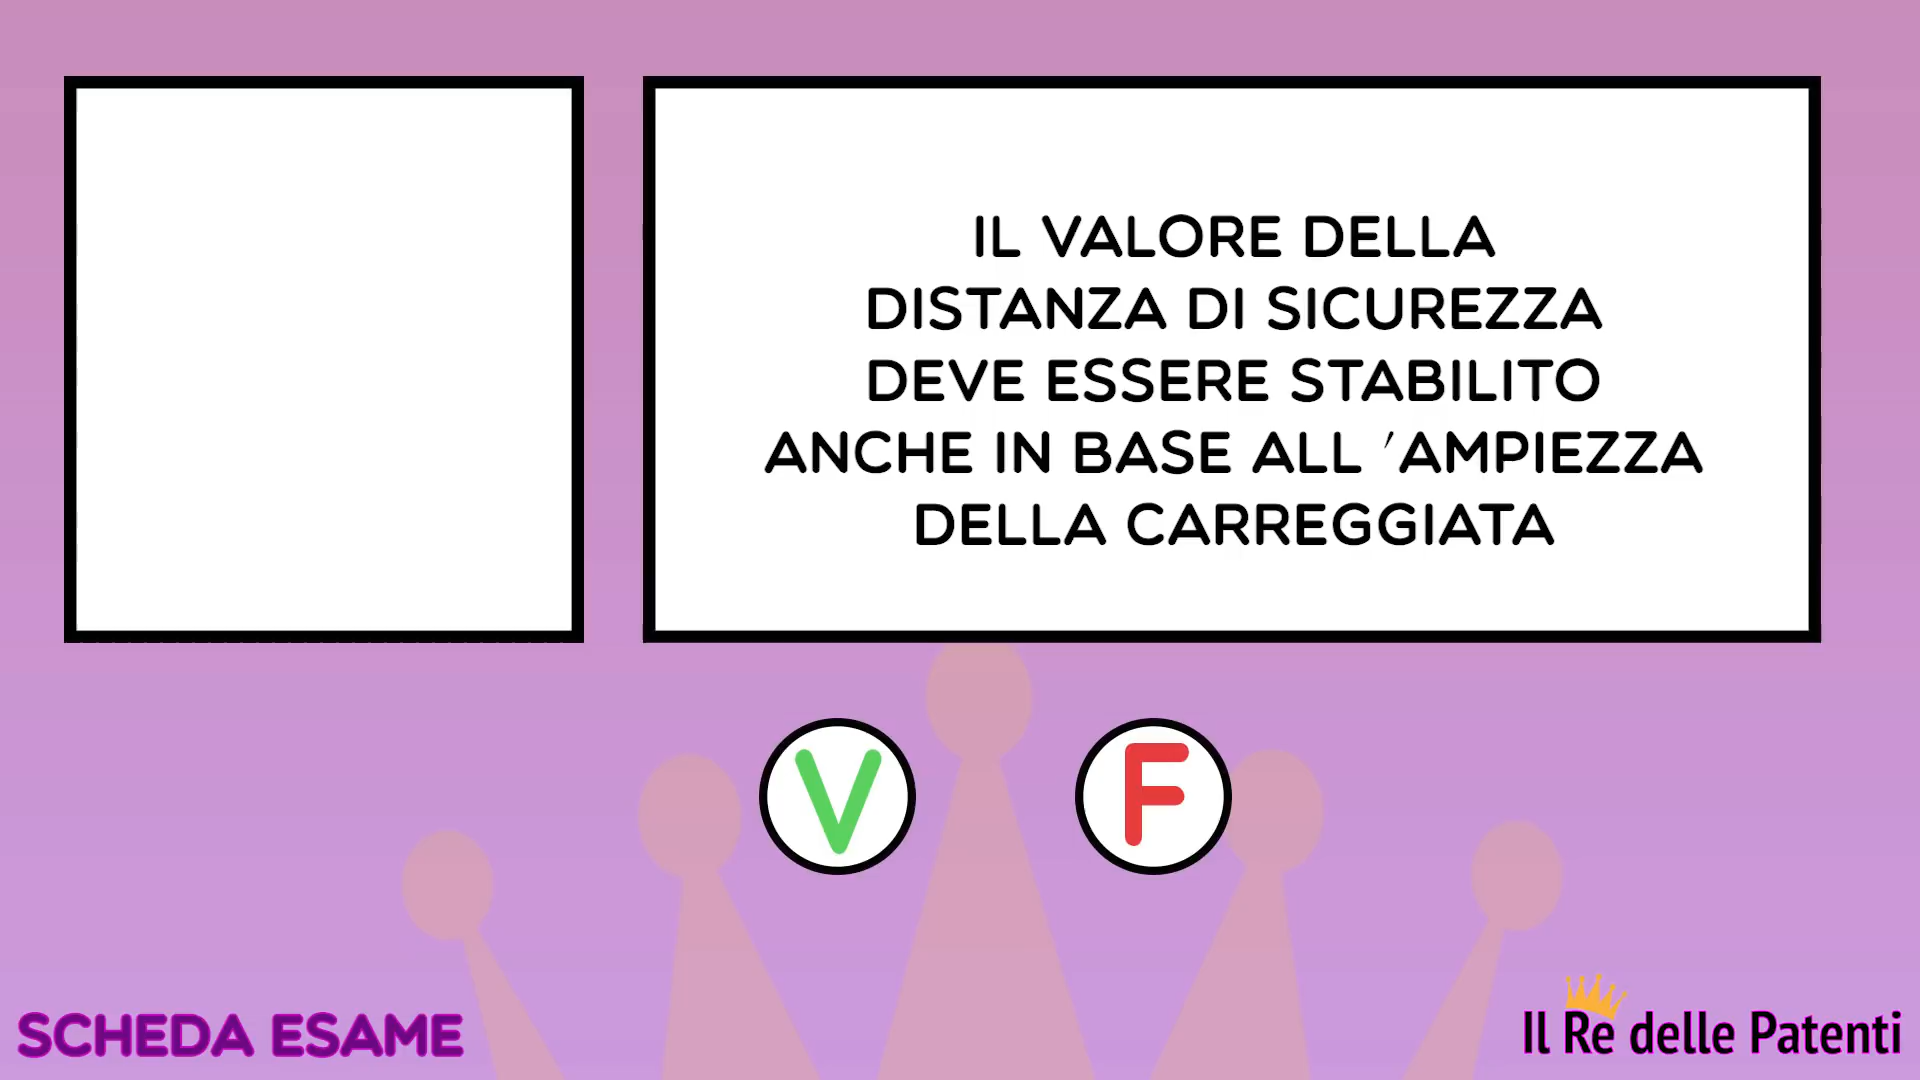 IL VALORE DELLA
DISTANZA DI SICUREZZA
DEVE ESSERE STABILITO
ANCHE IN BASE ALL 'AMPIEZZA
DELLA CARREGGIATA
V F
SCHEDA ESAME
Il Re delle Patenti